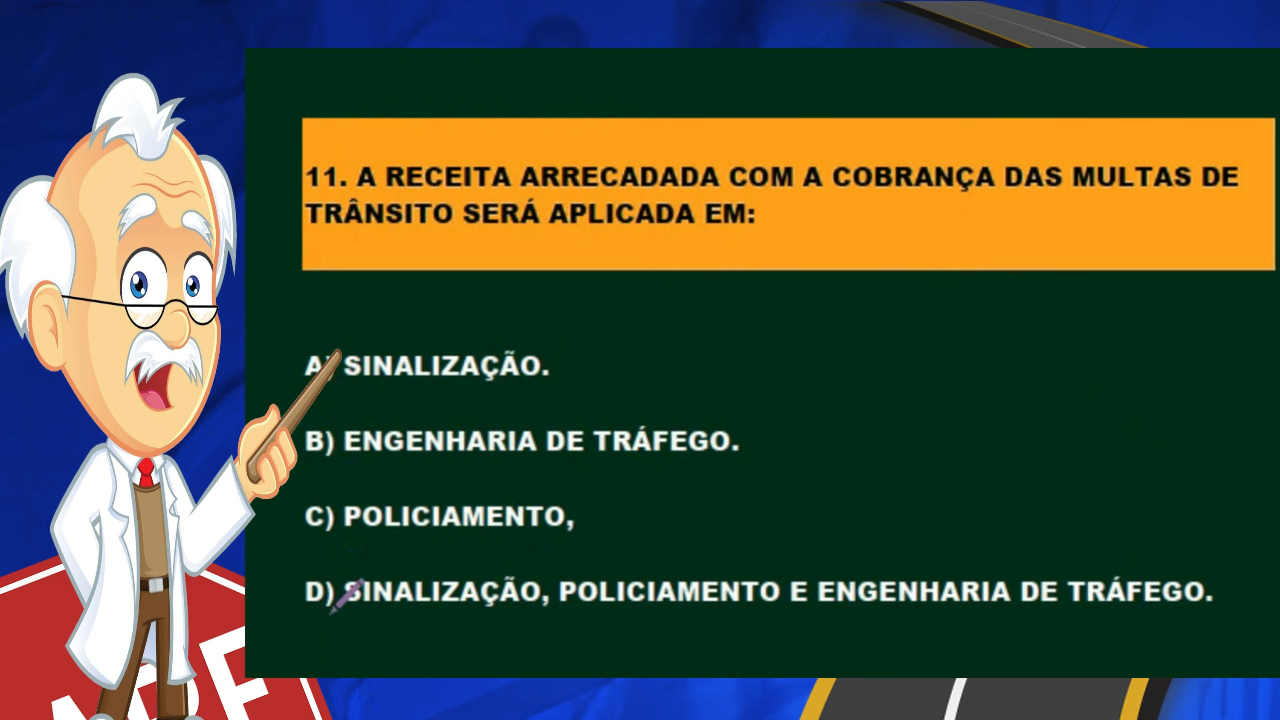 11. A RECEITA ARRECADADA COM A COBRANÇA DAS MULTAS DE
TRÂNSITO SERÁ APLICADA EM:
A) SINALIZAÇÃO.
B) ENGENHARIA DE TRÁFEGO.
C) POLICIAMENTO,
D) SINALIZAÇÃO, POLICIAMENTO E ENGENHARIA DE TRÁFEGO.